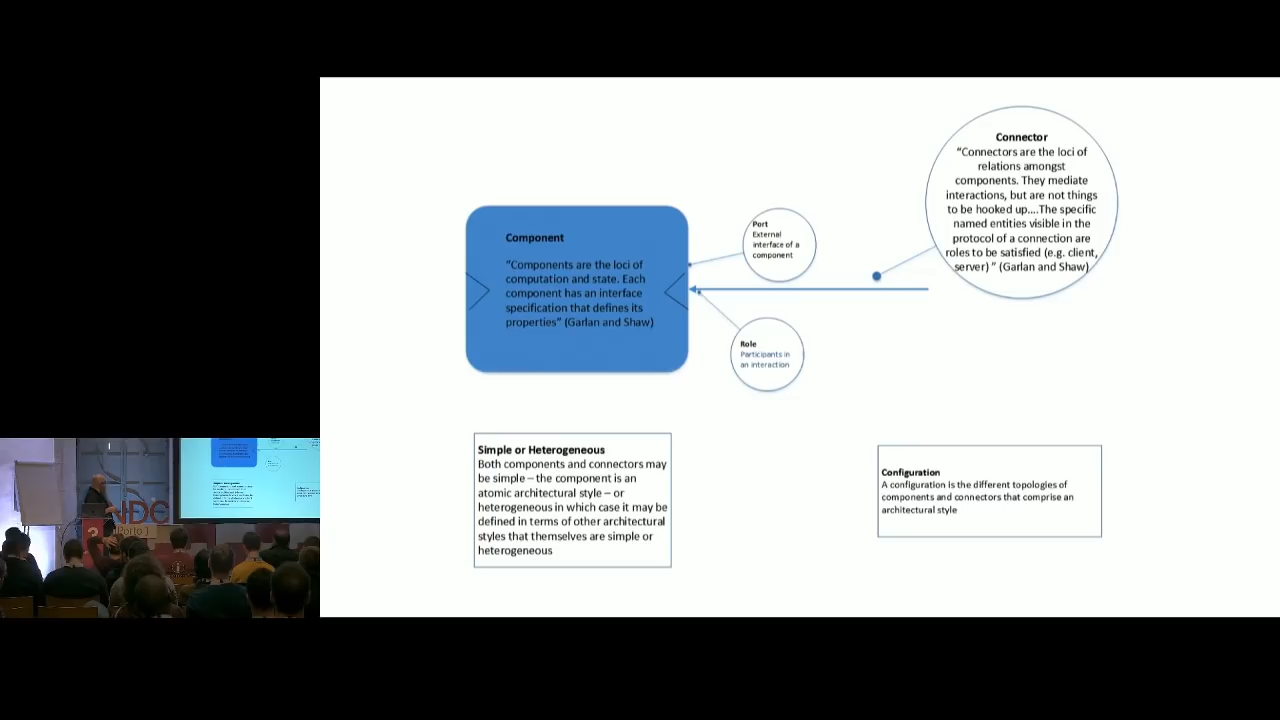 Connector
“Connectors are the loci of
relations amongst
components. They mediate
interactions, but are not things
to be hooked up....The specific
named entities visible in the
protocol of a connection are
roles to be satisfied (e.g. client,
server) ” (Garlan and Shaw)
Component
“Components are the loci of
computation and state. Each
component has an interface
specification that defines its
properties” (Garlan and Shaw)
Port
External
interface of a
component
Role
Participants in
an interaction
Simple or Heterogeneous
Both components and connectors may
be simple – the component is an
atomic architectural style – or
heterogeneous in which case it may be
defined in terms of other architectural
styles that themselves are simple or
heterogeneous
Configuration
A configuration is the different topologies of
components and connectors that comprise an
architectural style
NDC
{ Porto }